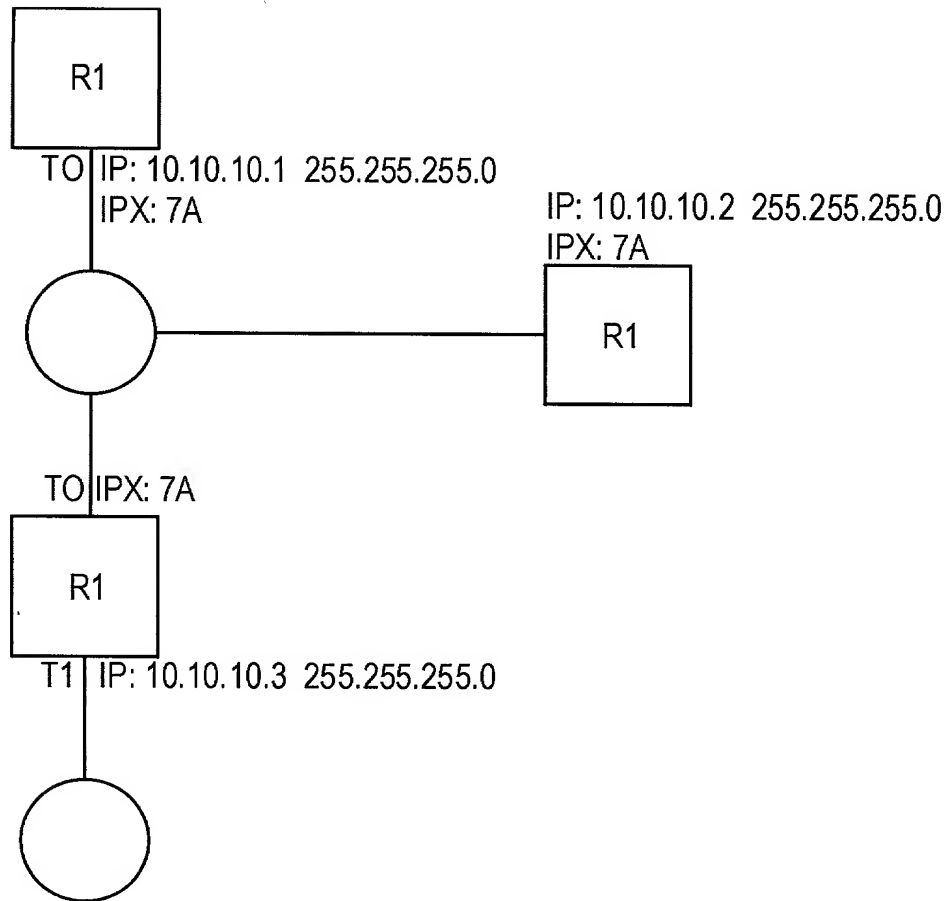 R1
TO IP: 10.10.10.1 255.255.255.0
IPX: 7A
IP: 10.10.10.2 255.255.255.0
IPX: 7A
R1
TO IPX: 7A
R1
T1 IP: 10.10.10.3 255.255.255.0